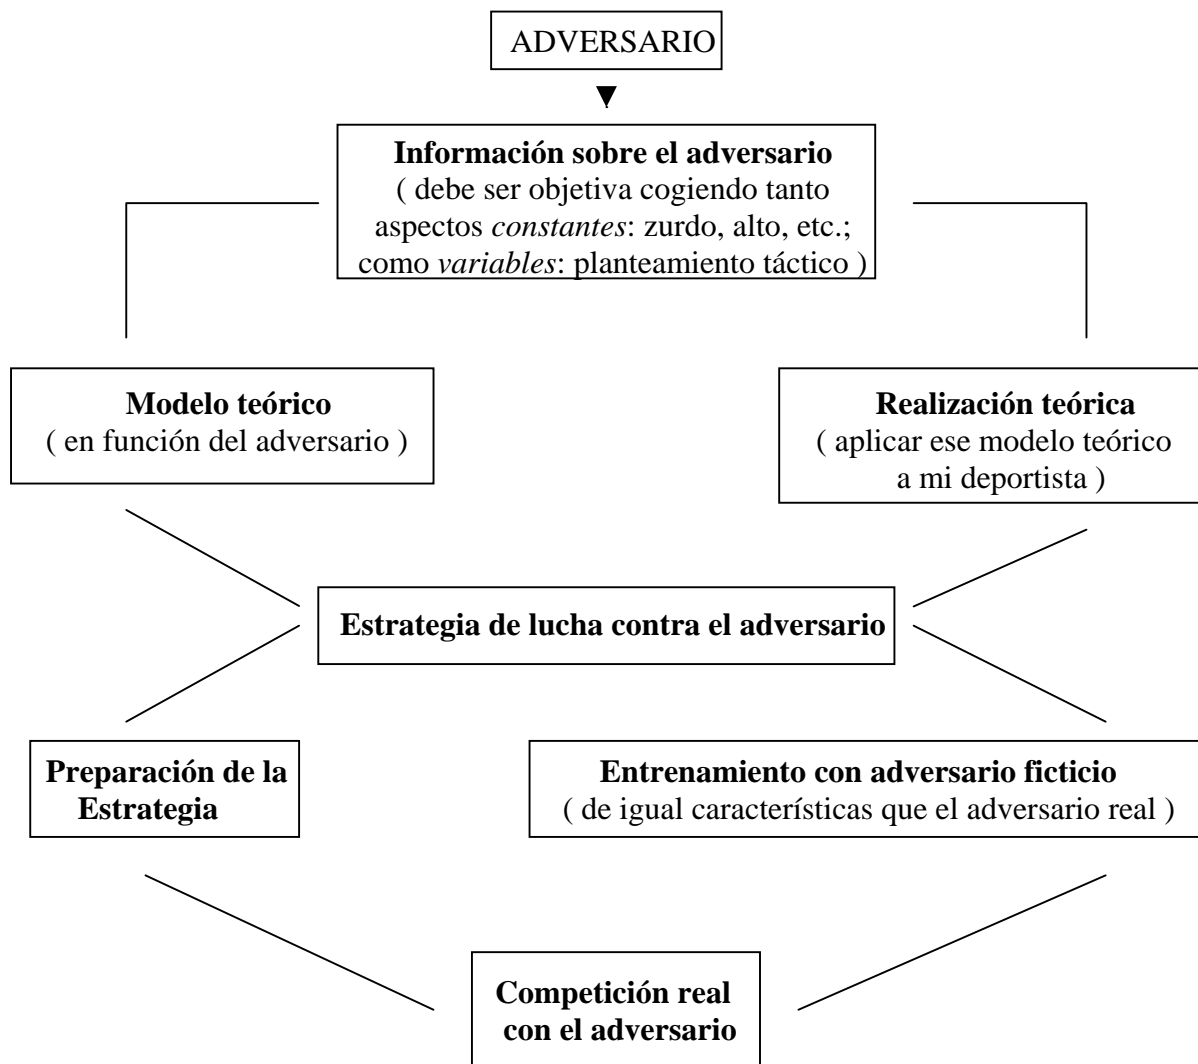 ADVERSARIO
Información sobre el adversario
( debe ser objetiva cogiendo tanto
aspectos constantes: zurdo, alto, etc.;
como variables: planteamiento táctico )
Modelo teórico
( en función del adversario )
Realización teórica
( aplicar ese modelo teórico
a mi deportista )
Estrategia de lucha contra el adversario
Preparación de la
Estrategia
Entrenamiento con adversario ficticio
( de igual características que el adversario real )
Competición real
con el adversario